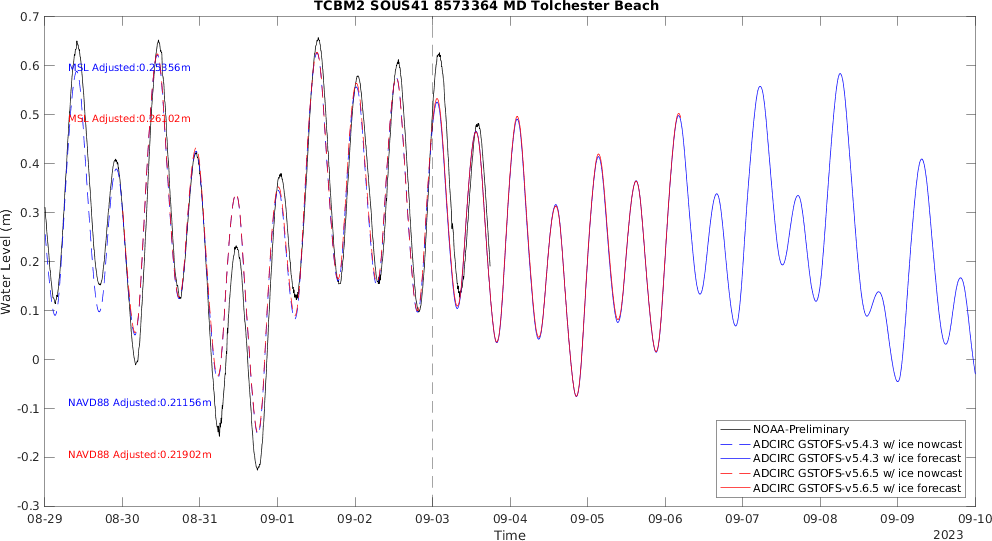 TCBM2 SOUS41 8573364 MD Tolchester Beach
Water Level (m)
0.7
0.6
0.5
0.4
0.3
0.2
0.1
0
-0.1
-0.2
-0.3
MSL Adjusted:0.25356m
MSL Adjusted:0.26102m
NAVD88 Adjusted:0.21156m
NAVD88 Adjusted:0.21902m
NOAA-Preliminary
ADCIRC GSTOFS-v5.4.3 w/ ice nowcast
ADCIRC GSTOFS-v5.4.3 w/ ice forecast
ADCIRC GSTOFS-v5.6.5 w/ ice nowcast
ADCIRC GSTOFS-v5.6.5 w/ ice forecast
08-29 08-30 08-31 09-01 09-02 09-03 09-04 09-05 09-06 09-07 09-08 09-09 09-10
Time
2023